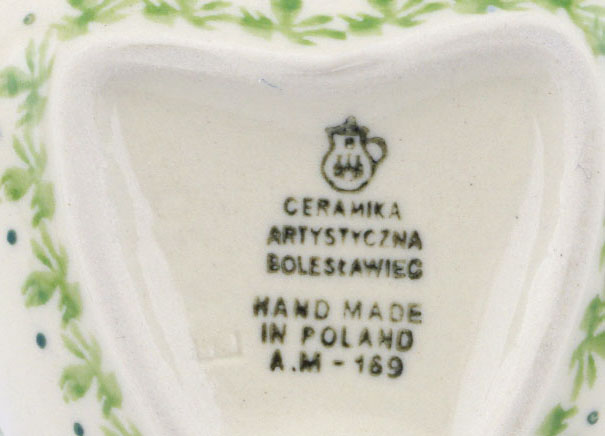 CERAMIKA
ARTYSTYCZNA
BOLESŁAWIEC
HAND MADE
IN POLAND
A.M - 169